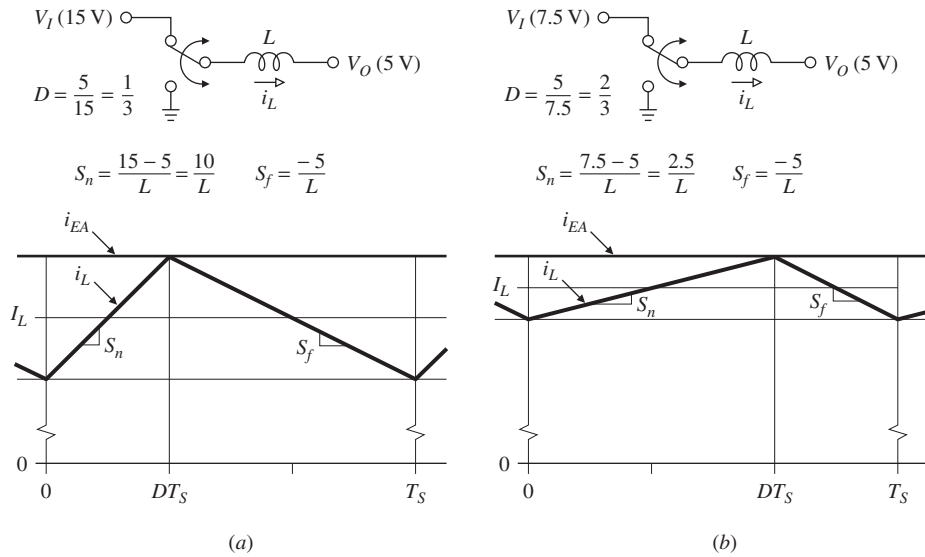 V_I (15 V)
L
V_O (5 V)
i_L
D = 5/15 = 1/3
S_n = (15 − 5)/L = 10/L
S_f = −5/L
i_EA
i_L
I_L
S_n
S_f
0
0
DT_S
T_S
(a)
V_I (7.5 V)
L
V_O (5 V)
i_L
D = 5/7.5 = 2/3
S_n = (7.5 − 5)/L = 2.5/L
S_f = −5/L
i_EA
i_L
I_L
S_n
S_f
0
0
DT_S
T_S
(b)